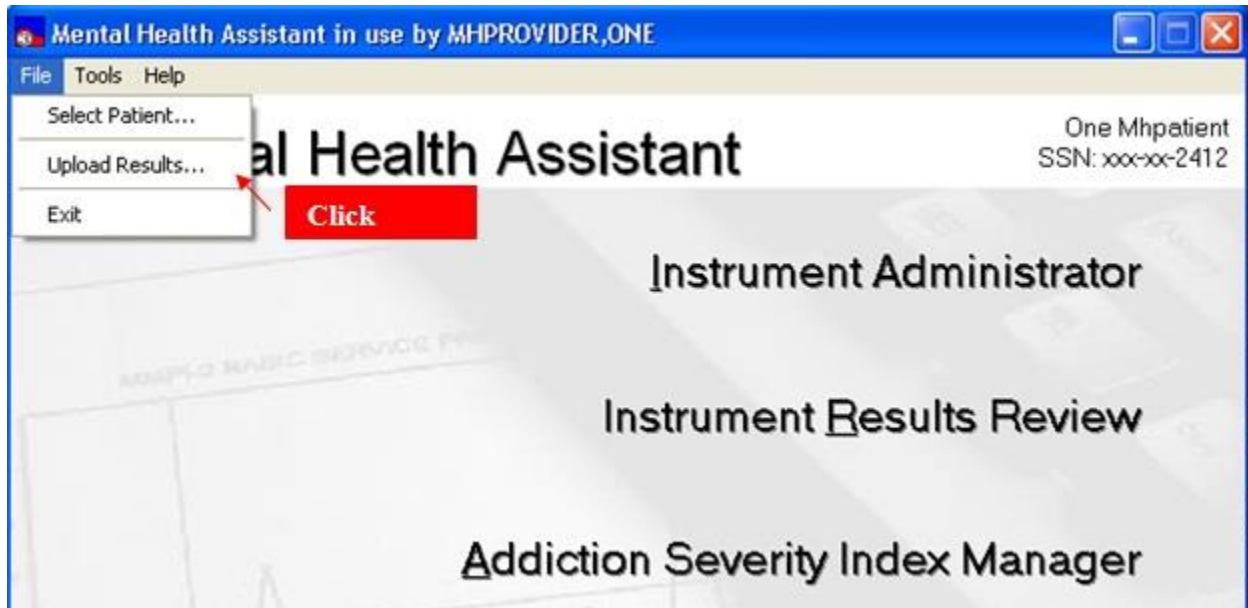 Mental Health Assistant in use by MHPROVIDER,ONE
File Tools Help
Select Patient...
Upload Results...
Exit
al Health Assistant
One Mhpatient
SSN: xxx-xx-2412
Click
Instrument Administrator
Instrument Results Review
Addiction Severity Index Manager